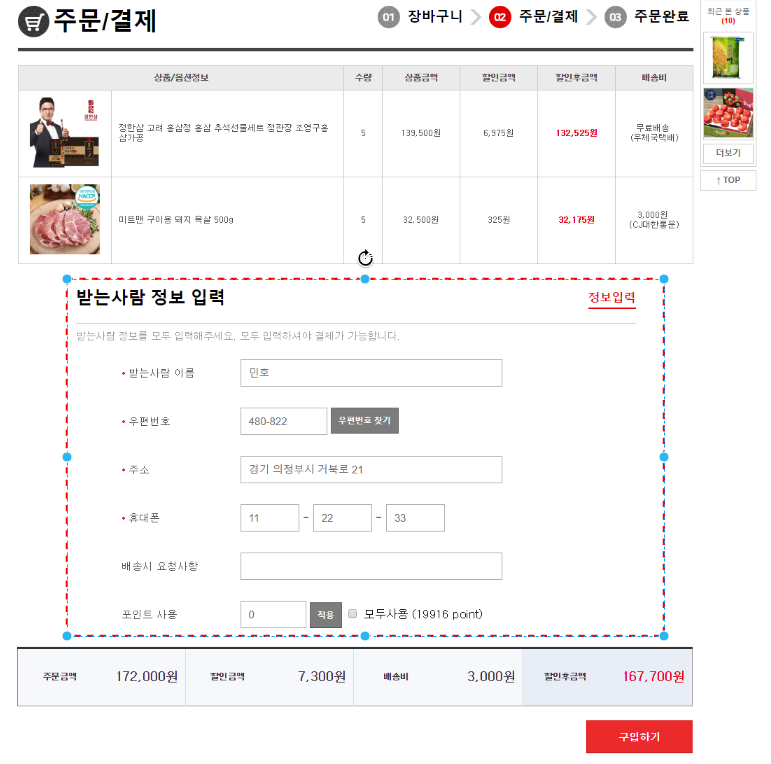 주문/결제
01 장바구니 02 주문/결제 03 주문완료
최근 본 상품
(10)
더보기
↑ TOP
상품/옵션정보 수량 상품금액 할인금액 할인후금액 배송비
정한삼 고려 홍삼정 홍삼 추석선물세트 정관장 조영구홍
삼가공
5 139,500원 6,975원 132,525원
무료배송
(우체국택배)
HACCP
미트맨 구이용 돼지 목살 500g
5 32,500원 325원 32,175원
3,000원
(CJ대한통운)
받는사람 정보 입력
정보입력
받는사람 정보를 모두 입력해주세요. 모두 입력하셔야 결제가 가능합니다.
• 받는사람 이름 민호
• 우편번호 480-822 우편번호 찾기
• 주소 경기 의정부시 거북로 21
• 휴대폰 11 - 22 - 33
배송시 요청사항
포인트 사용 0 적용 모두사용 (19916 point)
주문금액 172,000원 할인금액 7,300원 배송비 3,000원 할인후금액 167,700원
구입하기